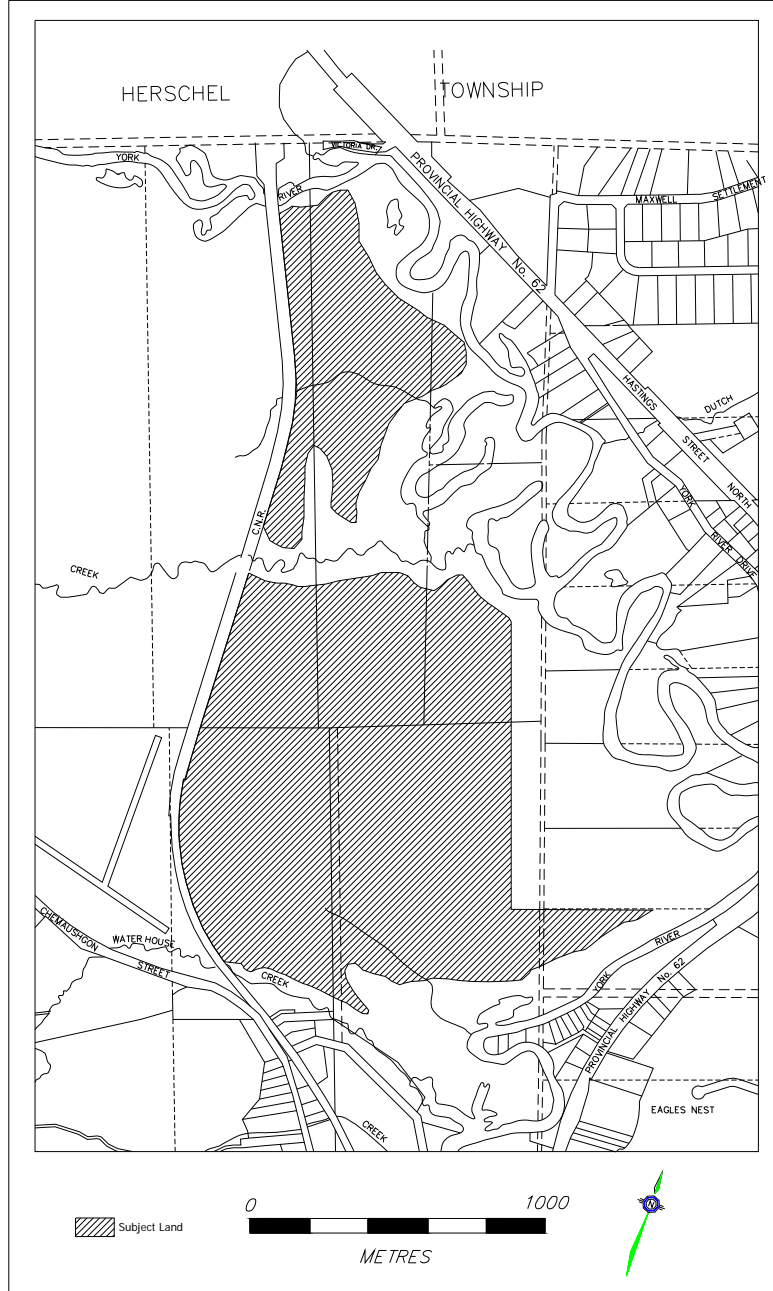 HERSCHEL TOWNSHIP
VICTORIA DR.
YORK
RIVER
PROVINCIAL HIGHWAY No. 62
MAXWELL
SETTLEMENT
HASTINGS
STREET
NORTH
DUTCH
YORK
RIVER DRIVE
C.N.R.
CREEK
CHEMAUSHGON
STREET
WATER HOUSE
CREEK
RIVER
YORK
PROVINCIAL HIGHWAY No. 62
EAGLES NEST
CREEK
0 1000
METRES
Subject Land
N